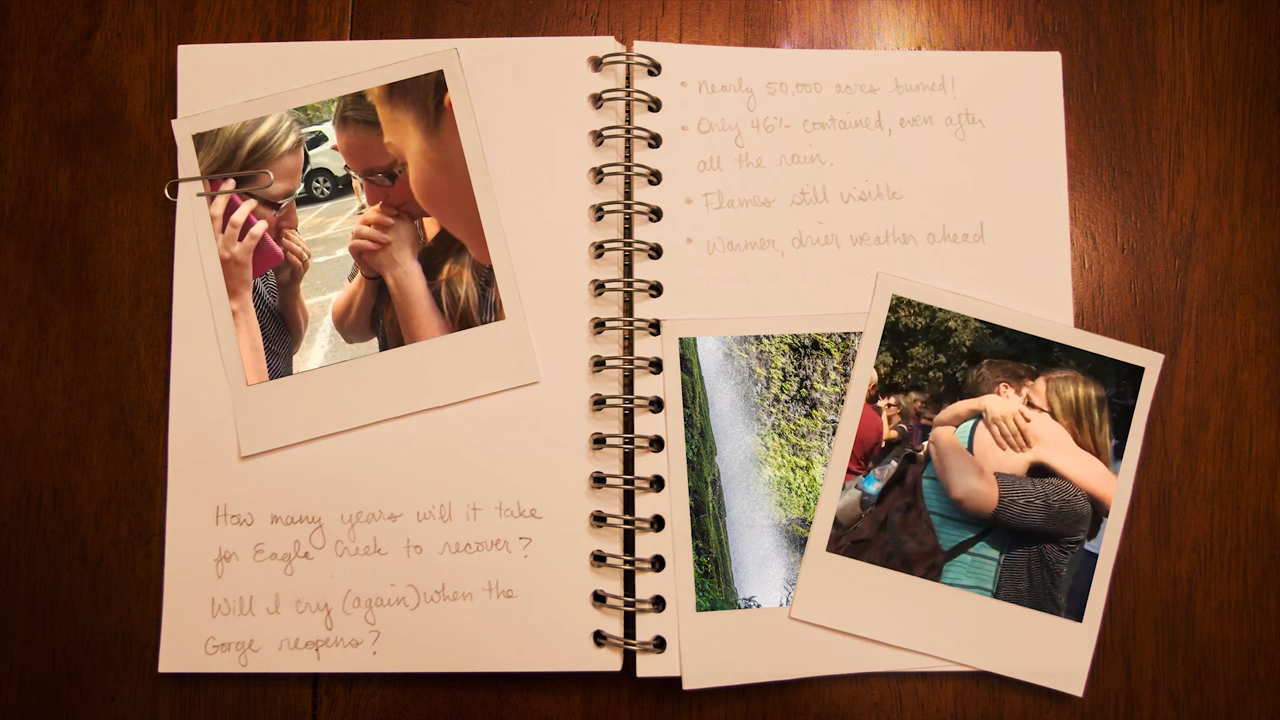 How many years will it take
for Eagle Creek to recover?
Will I cry (again) when the
Gorge reopens?
• Nearly 50,000 acres burned!
• Only 46% contained, even after
all the rain.
• Flames still visible
• Warmer, drier weather ahead